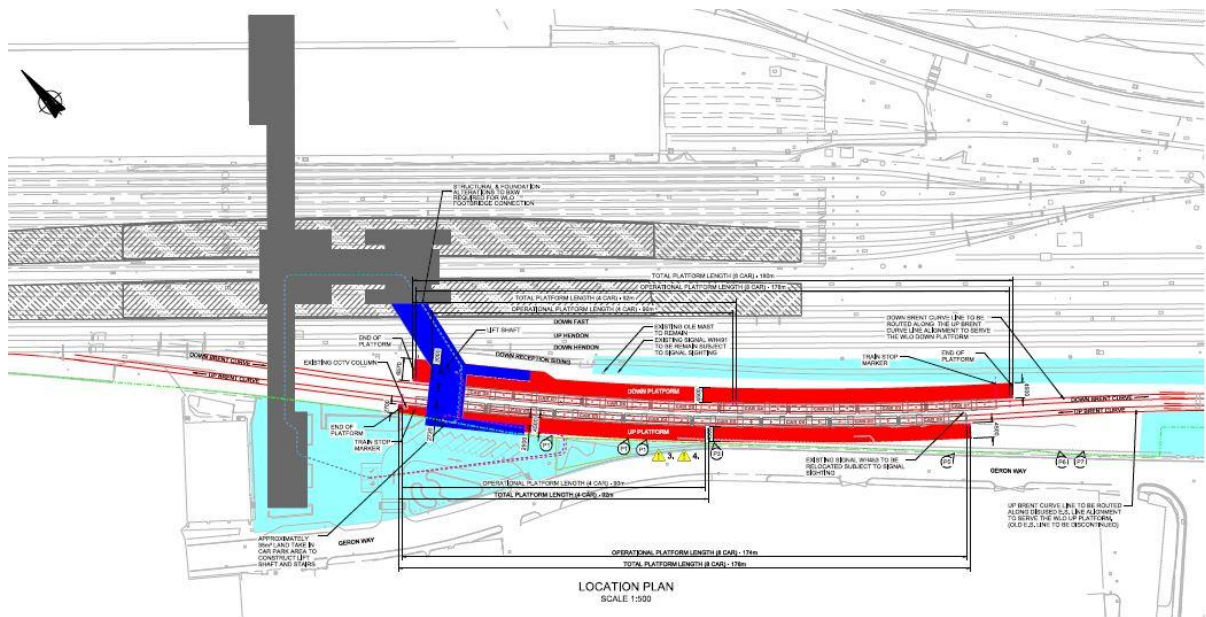 STRUCTURAL & FOUNDATION
ALTERATIONS TO BXW
REQUIRED FOR WLO
FOOTBRIDGE CONNECTION
TOTAL PLATFORM LENGTH (8 CAR) - 180m
OPERATIONAL PLATFORM LENGTH (8 CAR) - 178m
TOTAL PLATFORM LENGTH (4 CAR) - 92m
OPERATIONAL PLATFORM LENGTH (4 CAR) - 90m
DOWN FAST
UP HENDON
DOWN HENDON
LIFT SHAFT
EXISTING OLE MAST
TO REMAIN
EXISTING SIGNAL WH491
TO BE REMAIN SUBJECT
TO SIGNAL SIGHTING
DOWN BRENT CURVE LINE TO BE
ROUTED ALONG THE UP BRENT
CURVE LINE ALIGNMENT TO SERVE
THE WLO DOWN PLATFORM
END OF
PLATFORM
EXISTING CCTV COLUMN
DOWN RECEPTION SIDING
TRAIN STOP
MARKER
END OF
PLATFORM
DOWN BRENT CURVE
UP BRENT CURVE
DOWN PLATFORM
DOWN BRENT CURVE
UP BRENT CURVE
UP PLATFORM
END OF
PLATFORM
TRAIN STOP
MARKER
P1
3.
4.
EXISTING SIGNAL WH492 TO BE
RELOCATED SUBJECT TO SIGNAL
SIGHTING
GERON WAY
P6
P7
OPERATIONAL PLATFORM LENGTH (4 CAR) - 90m
TOTAL PLATFORM LENGTH (4 CAR) - 92m
UP BRENT CURVE LINE TO BE ROUTED
ALONG DISUSED E.S. LINE ALIGNMENT
TO SERVE THE WLO UP PLATFORM,
(OLD E.S. LINE TO BE DISCONTINUED)
APPROXIMATELY
LAND TAKE IN
CAR PARK AREA TO
CONSTRUCT LIFT
SHAFT AND STAIRS
GERON WAY
OPERATIONAL PLATFORM LENGTH (8 CAR) - 174m
TOTAL PLATFORM LENGTH (8 CAR) - 176m
LOCATION PLAN
SCALE 1:500